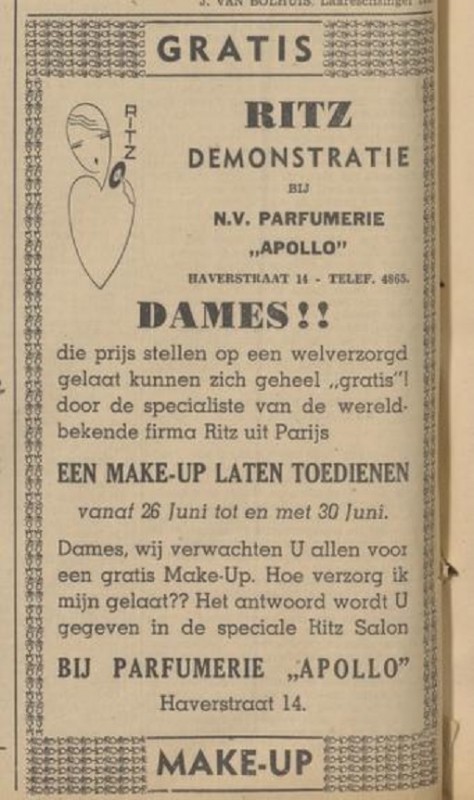 J. VAN BOLHUIS. Laareschsingel
GRATIS
RITZ
RITZ
DEMONSTRATIE
BIJ
N.V. PARFUMERIE
„APOLLO”
HAVERSTRAAT 14 - TELEF. 4865.
DAMES!!
die prijs stellen op een welverzorgd
gelaat kunnen zich geheel „gratis”!
door de specialiste van de wereld-
bekende firma Ritz uit Parijs
EEN MAKE-UP LATEN TOEDIENEN
vanaf 26 Juni tot en met 30 Juni.
Dames, wij verwachten U allen voor
een gratis Make-Up. Hoe verzorg ik
mijn gelaat?? Het antwoord wordt U
gegeven in de speciale Ritz Salon
BIJ PARFUMERIE „APOLLO”
Haverstraat 14.
MAKE-UP